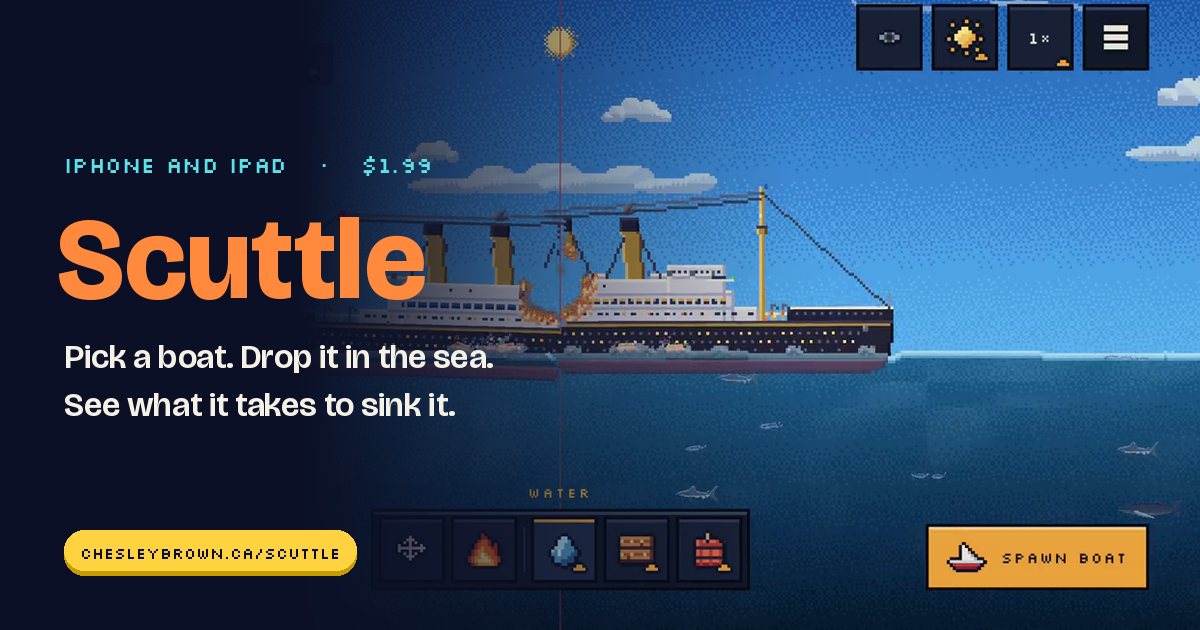 1×
IPHONE AND IPAD · $1.99
Scuttle
Pick a boat. Drop it in the sea.
See what it takes to sink it.
WATER
CHESLEYBROWN.CA/SCUTTLE
SPAWN BOAT